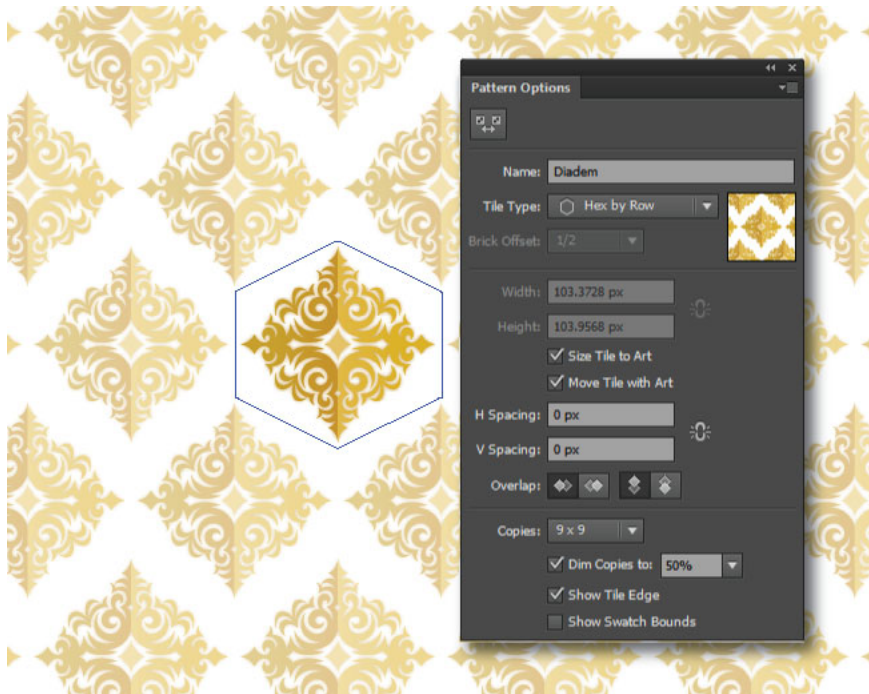 Pattern Options
Name: Diadem
Tile Type: Hex by Row
Brick Offset: 1/2
Width: 103.3728 px
Height: 103.9568 px
Size Tile to Art
Move Tile with Art
H Spacing: 0 px
V Spacing: 0 px
Overlap:
Copies: 9 x 9
Dim Copies to: 50%
Show Tile Edge
Show Swatch Bounds